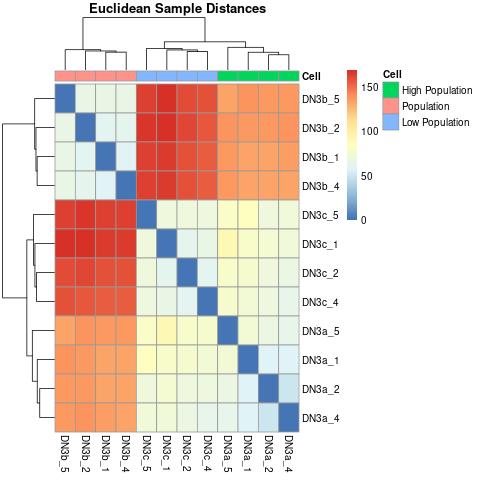 Euclidean Sample Distances
Cell
DN3b_5
DN3b_2
DN3b_1
DN3b_4
DN3c_5
DN3c_1
DN3c_2
DN3c_4
DN3a_5
DN3a_1
DN3a_2
DN3a_4
DN3b_5
DN3b_2
DN3b_1
DN3b_4
DN3c_5
DN3c_1
DN3c_2
DN3c_4
DN3a_5
DN3a_1
DN3a_2
DN3a_4
150
100
50
0
Cell
High Population
Population
Low Population